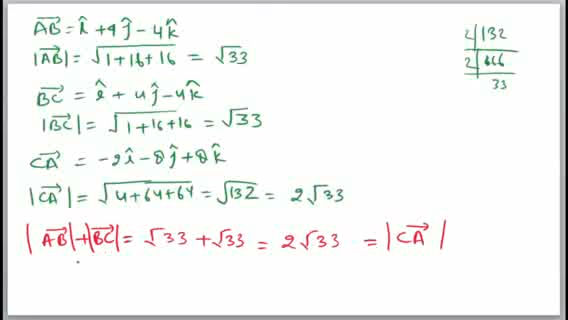 AB→ = î + 4ĵ - 4k̂
|AB→| = √1+16+16 = √33
BC→ = î + 4ĵ - 4k̂
|BC→| = √1+16+16 = √33
CA→ = -2î - 8ĵ + 8k̂
|CA→| = √4+64+64 = √132 = 2√33
|AB→| + |BC→| = √33 + √33 = 2√33 = |CA→|
2 | 132
2 | 66
33